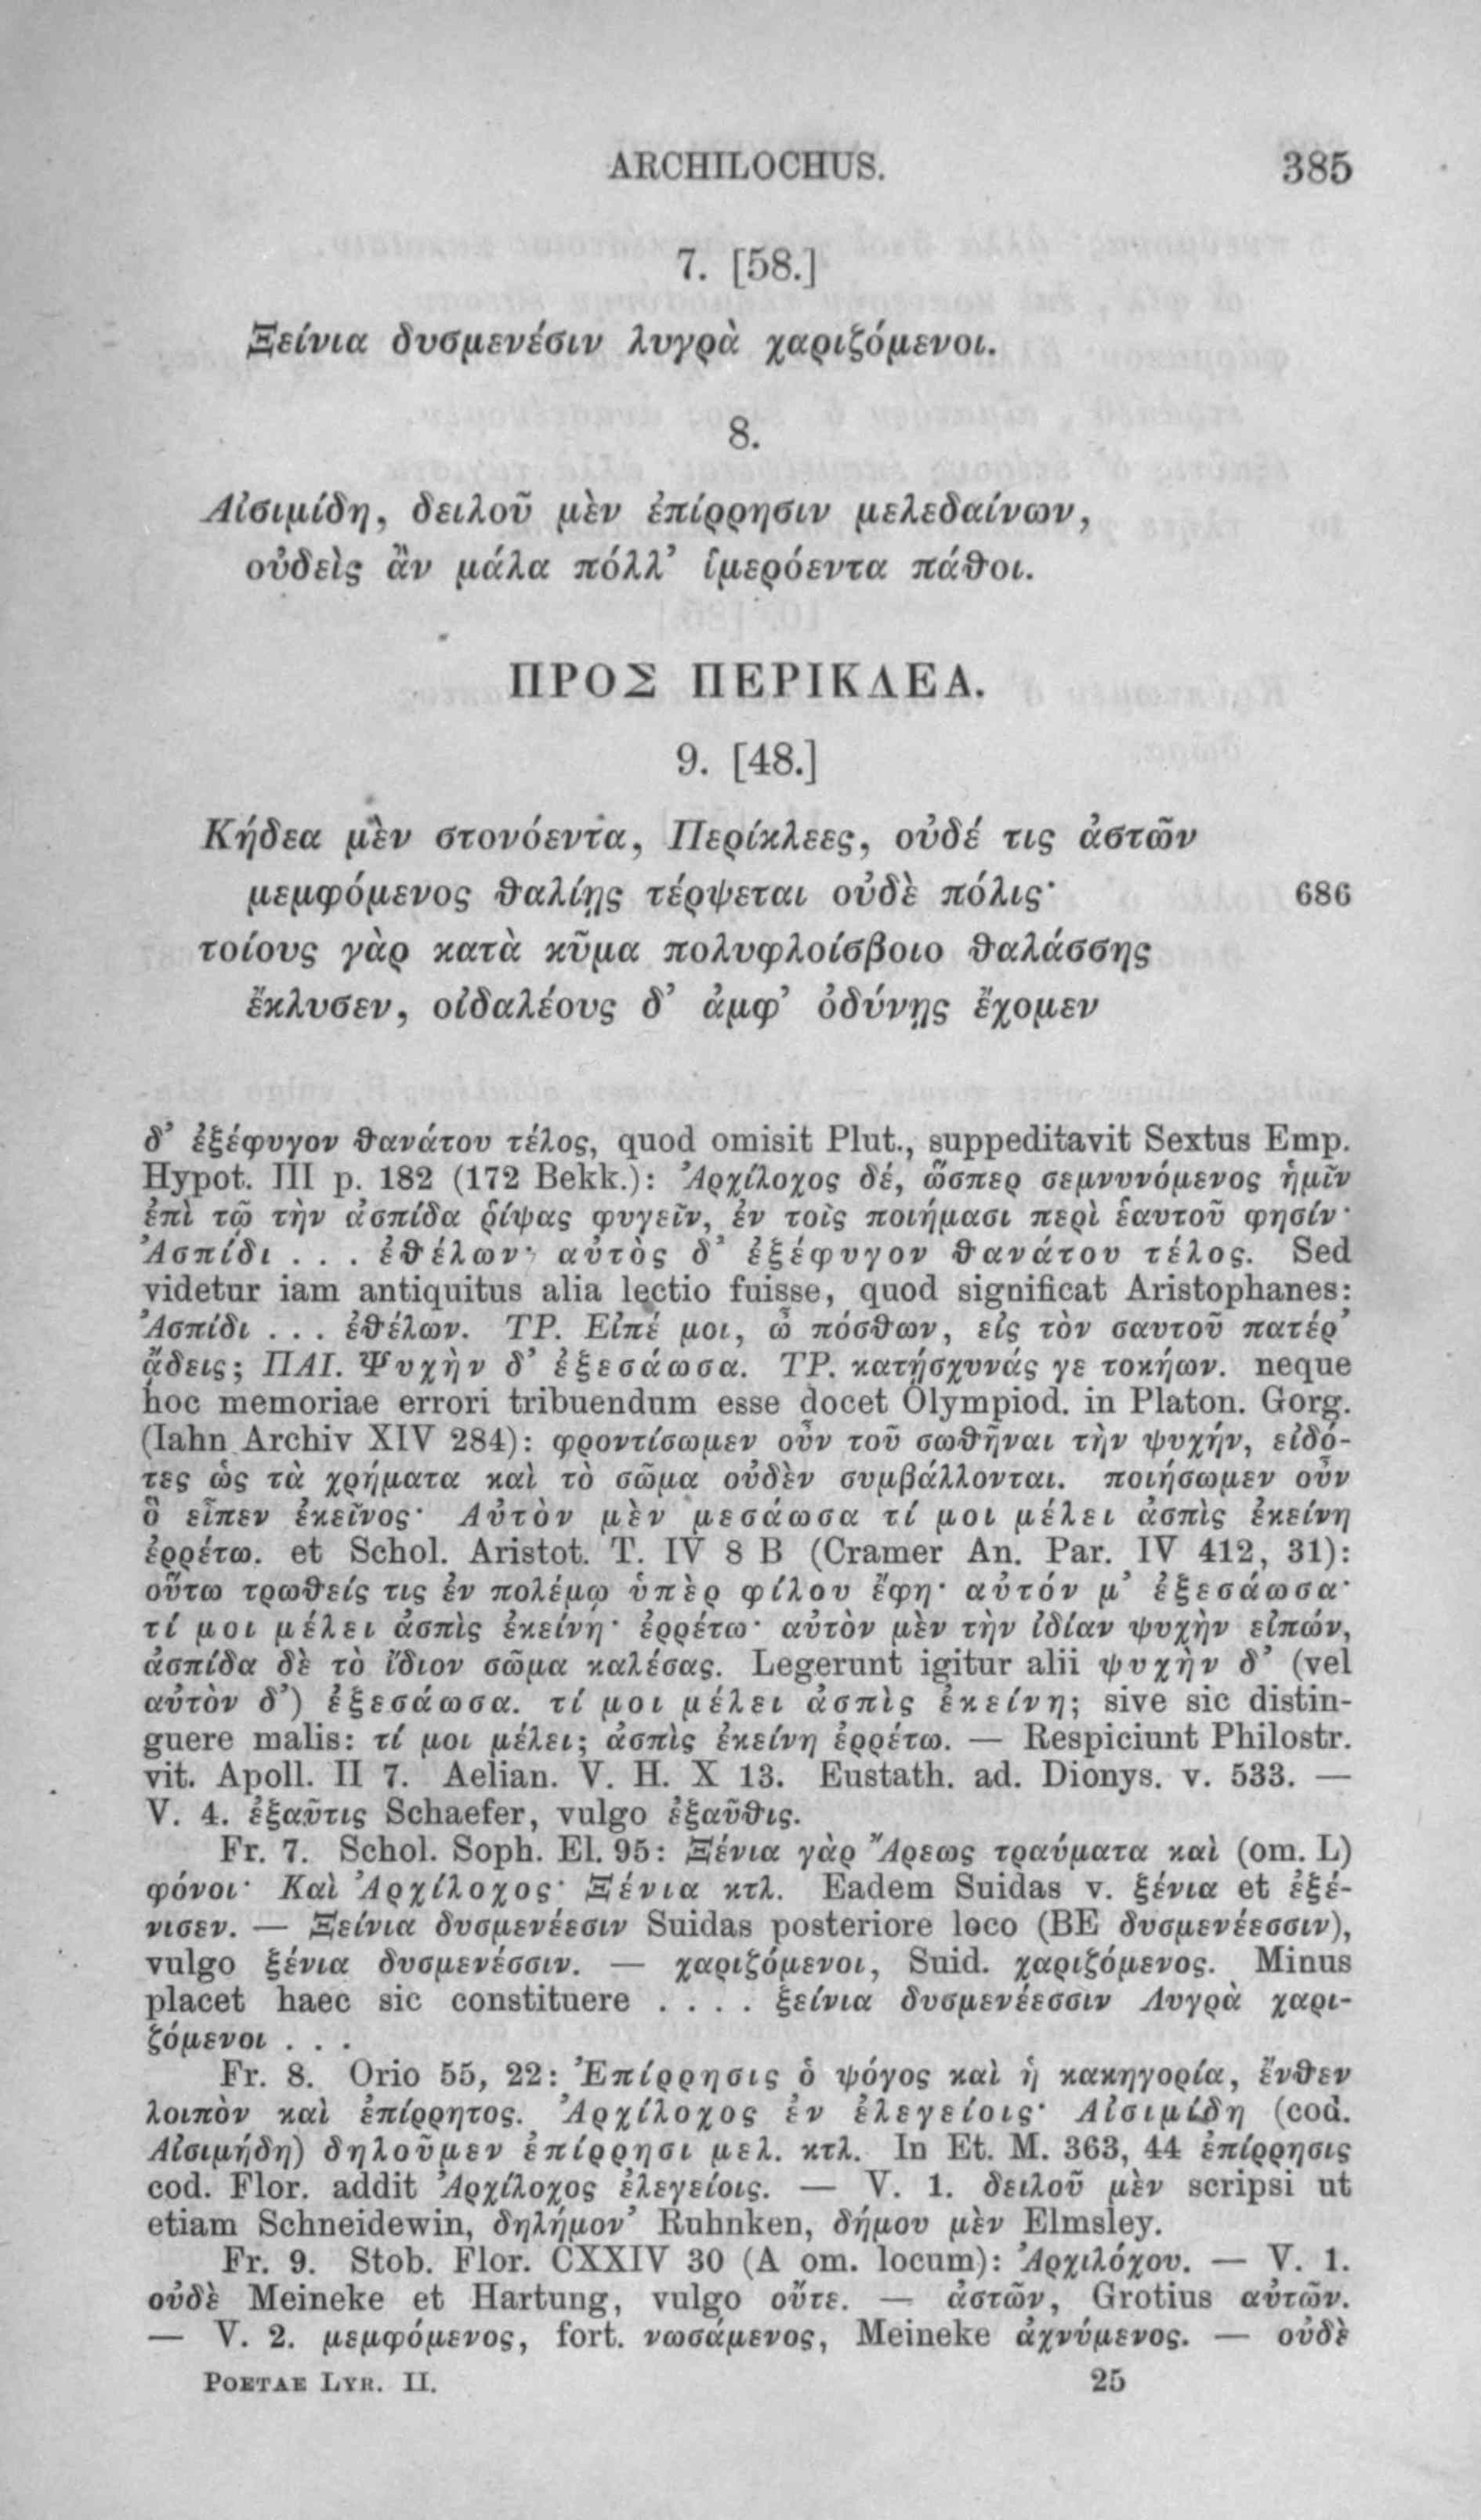 ARCHILOCHUS. 385
7. [58.]
Ξείνια δυσμενέσιν λυγρὰ χαριζόμενοι.
8.
Αἰσιμίδη, δειλοῦ μὲν ἐπίρρησιν μελεδαίνων,
οὐδεὶς ἂν μάλα πόλλ’ ἱμερόεντα πάθοι.
ΠΡΟΣ ΠΕΡΙΚΛΕΑ.
9. [48.]
Κήδεα μὲν στονόεντα, Περίκλεες, οὐδέ τις ἀστῶν
μεμφόμενος θαλίῃς τέρψεται οὐδὲ πόλις· 686
τοίους γὰρ κατὰ κῦμα πολυφλοίσβοιο θαλάσσης
ἔκλυσεν, οἰδαλέους δ’ ἀμφ’ ὀδύνῃς ἔχομεν
δ’ ἐξέφυγον θανάτου τέλος, quod omisit Plut., suppeditavit Sextus Emp.
Hypot. III p. 182 (172 Bekk.): Ἀρχίλοχος δέ, ὥσπερ σεμνυνόμενος ἡμῖν
ἐπὶ τῷ τὴν ἀσπίδα ῥίψας φυγεῖν, ἐν τοῖς ποιήμασι περὶ ἑαυτοῦ φησίν·
Ἀσπίδι . . . ἐθέλων· αὐτὸς δ’ ἐξέφυγον θανάτου τέλος. Sed
videtur iam antiquitus alia lectio fuisse, quod significat Aristophanes:
Ἀσπίδι . . . ἐθέλων. ΤΡ. Εἰπέ μοι, ὦ πόσθων, εἰς τὸν σαυτοῦ πατέρ’
ᾄδεις; ΠΑΙ. Ψυχὴν δ’ ἐξεσάωσα. ΤΡ. κατῄσχυνάς γε τοκήων. neque
hoc memoriae errori tribuendum esse docet Olympiod. in Platon. Gorg.
(Iahn Archiv XIV 284): φροντίσωμεν οὖν τοῦ σωθῆναι τὴν ψυχήν, εἰδό-
τες ὡς τὰ χρήματα καὶ τὸ σῶμα οὐδὲν συμβάλλονται. ποιήσωμεν οὖν
ὃ εἶπεν ἐκεῖνος· Αὐτὸν μὲν μεσάωσα τί μοι μέλει ἀσπὶς ἐκείνη
ἐρρέτω. et Schol. Aristot. T. IV 8 B (Cramer An. Par. IV 412, 31):
οὕτω τρωθείς τις ἐν πολέμῳ ὑπὲρ φίλου ἔφη· αὐτόν μ’ ἐξεσάωσα·
τί μοι μέλει ἀσπὶς ἐκείνη· ἐρρέτω· αὐτὸν μὲν τὴν ἰδίαν ψυχὴν εἰπών,
ἀσπίδα δὲ τὸ ἴδιον σῶμα καλέσας. Legerunt igitur alii ψυχὴν δ’ (vel
αὐτὸν δ’) ἐξεσάωσα. τί μοι μέλει ἀσπὶς ἐκείνη; sive sic distin-
guere malis: τί μοι μέλει; ἀσπὶς ἐκείνη ἐρρέτω. — Respiciunt Philostr.
vit. Apoll. II 7. Aelian. V. H. X 13. Eustath. ad. Dionys. v. 533. —
V. 4. ἐξαῦτις Schaefer, vulgo ἐξαῦθις.
Fr. 7. Schol. Soph. El. 95: Ξένια γὰρ Ἄρεως τραύματα καὶ (om. L)
φόνοι· Καὶ Ἀρχίλοχος· Ξένια κτλ. Eadem Suidas v. ξένια et ἐξέ-
νισεν. — Ξείνια δυσμενέεσιν Suidas posteriore loco (BE δυσμενέεσσιν),
vulgo ξένια δυσμενέσσιν. — χαριζόμενοι, Suid. χαριζόμενος. Minus
placet haec sic constituere . . . . ξείνια δυσμενέεσσιν Λυγρὰ χαρι-
ζόμενοι . . .
Fr. 8. Orio 55, 22: Ἐπίρρησις ὁ ψόγος καὶ ἡ κακηγορία, ἔνθεν
λοιπὸν καὶ ἐπίρρητος. Ἀρχίλοχος ἐν ἐλεγείοις· Αἰσιμίδη (cod.
Αἰσιμήδη) δηλοῦμεν ἐπίρρησι μελ. κτλ. In Et. M. 363, 44 ἐπίρρησις
cod. Flor. addit Ἀρχίλοχος ἐλεγείοις. — V. 1. δειλοῦ μὲν scripsi ut
etiam Schneidewin, δηλήμον’ Ruhnken, δήμου μὲν Elmsley.
Fr. 9. Stob. Flor. CXXIV 30 (A om. locum): Ἀρχιλόχου. — V. 1.
οὐδὲ Meineke et Hartung, vulgo οὔτε. — ἀστῶν, Grotius αὐτῶν.
— V. 2. μεμφόμενος, fort. νωσάμενος, Meineke ἀχνύμενος. — οὐδὲ
POETAE LYR. II. 25